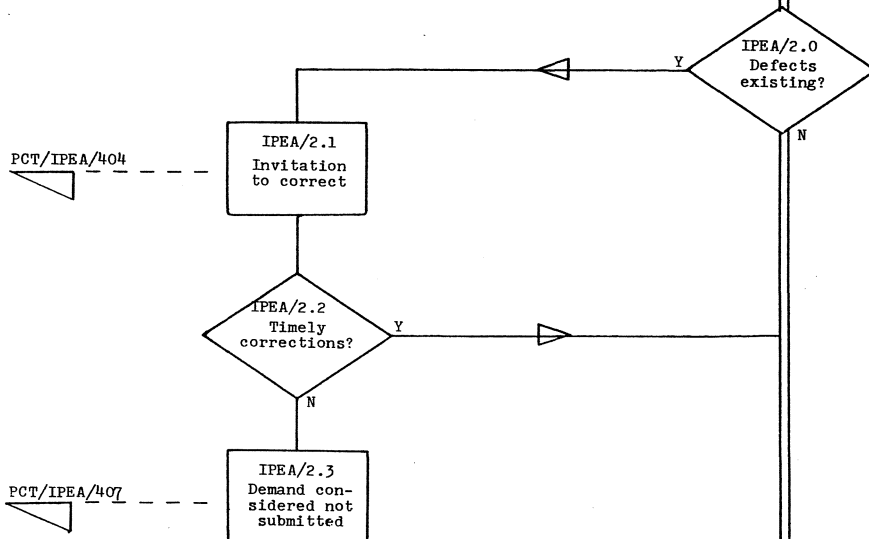 IPEA/2.0
Defects
existing?
Y
N
IPEA/2.1
Invitation
to correct
PCT/IPEA/404
IPEA/2.2
Timely
corrections?
Y
N
IPEA/2.3
Demand con-
sidered not
submitted
PCT/IPEA/407